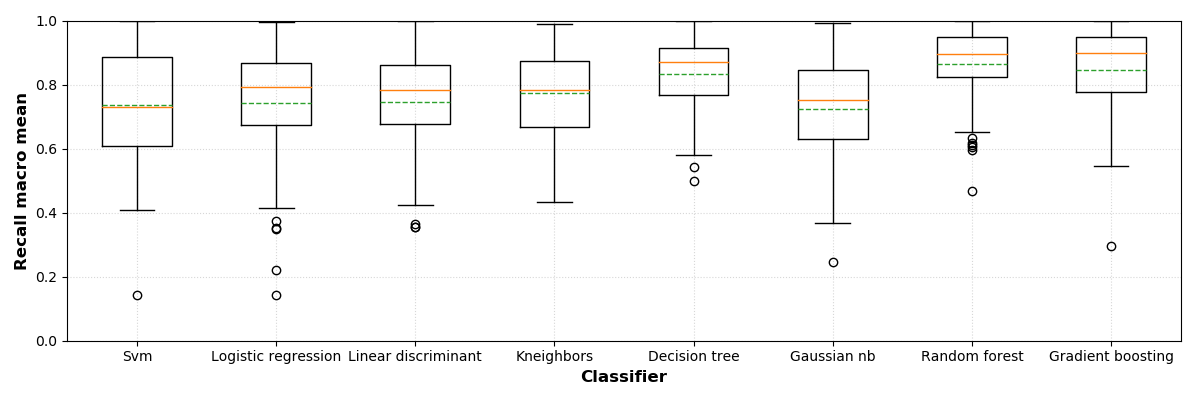 Recall macro mean
1.0
0.8
0.6
0.4
0.2
0.0
Svm Logistic regression Linear discriminant Kneighbors Decision tree Gaussian nb Random forest Gradient boosting
Classifier